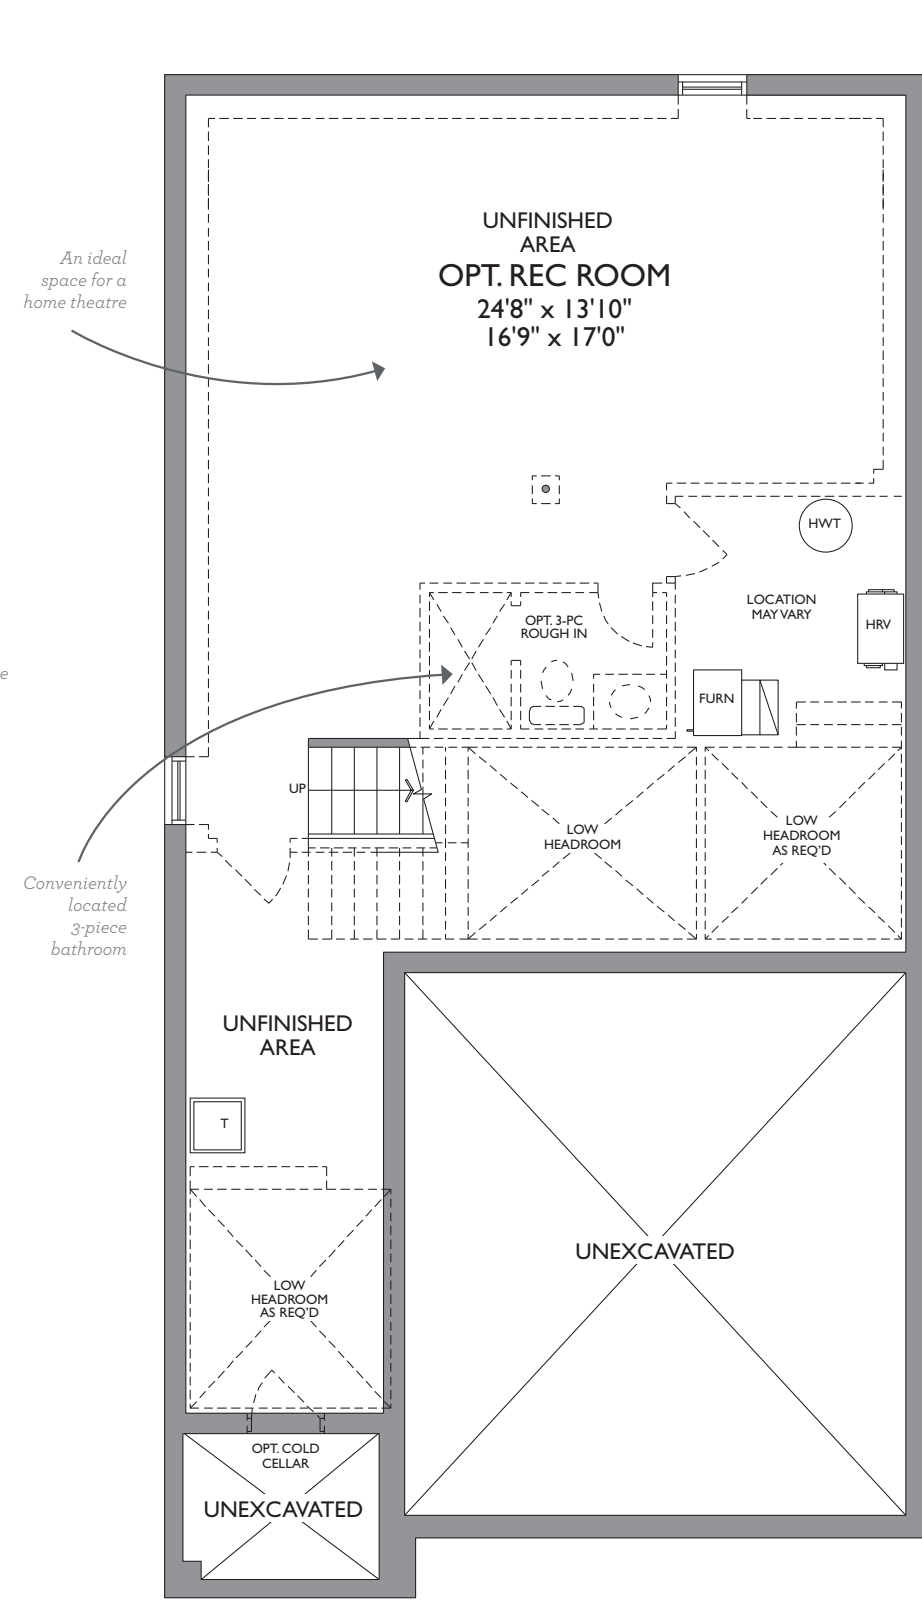 UNFINISHED
AREA
OPT. REC ROOM
24'8" x 13'10"
16'9" x 17'0"
An ideal
space for a
home theatre
HWT
LOCATION
MAY VARY
HRV
OPT. 3-PC
ROUGH IN
FURN
e
UP
LOW
HEADROOM
LOW
HEADROOM
AS REQ'D
Conveniently
located
3-piece
bathroom
UNFINISHED
AREA
T
LOW
HEADROOM
AS REQ'D
UNEXCAVATED
OPT. COLD
CELLAR
UNEXCAVATED